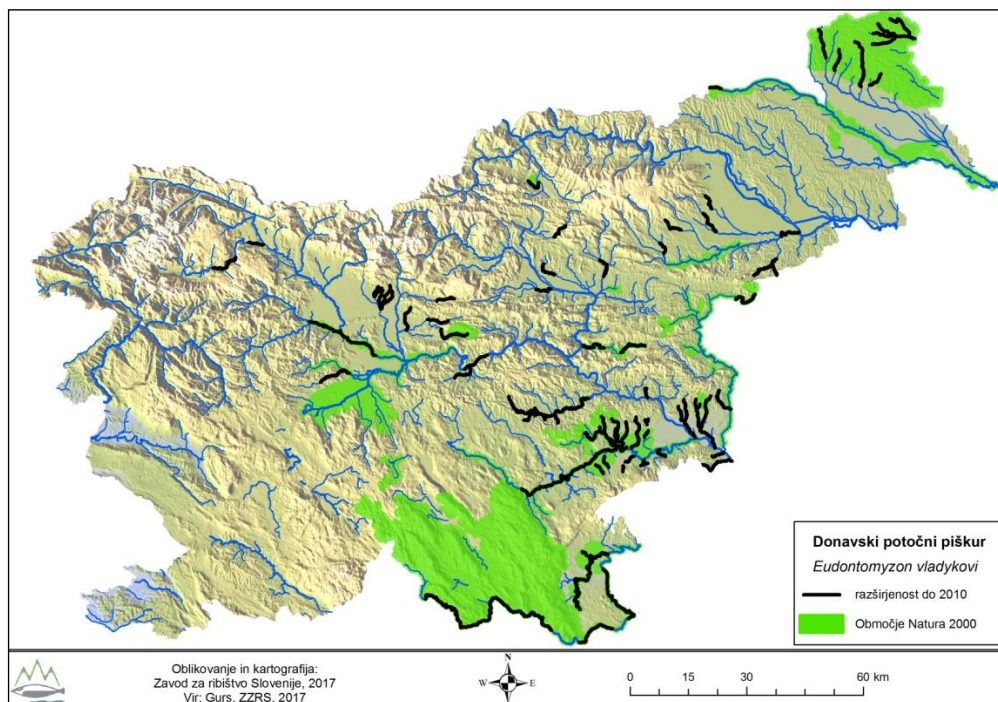 Donavski potočni piškur
Eudontomyzon vladykovi
razširjenost do 2010
Območje Natura 2000
Oblikovanje in kartografija:
Zavod za ribištvo Slovenije, 2017
Vir: Gurs, ZZRS, 2017
N
W E
S
0 15 30 60 km